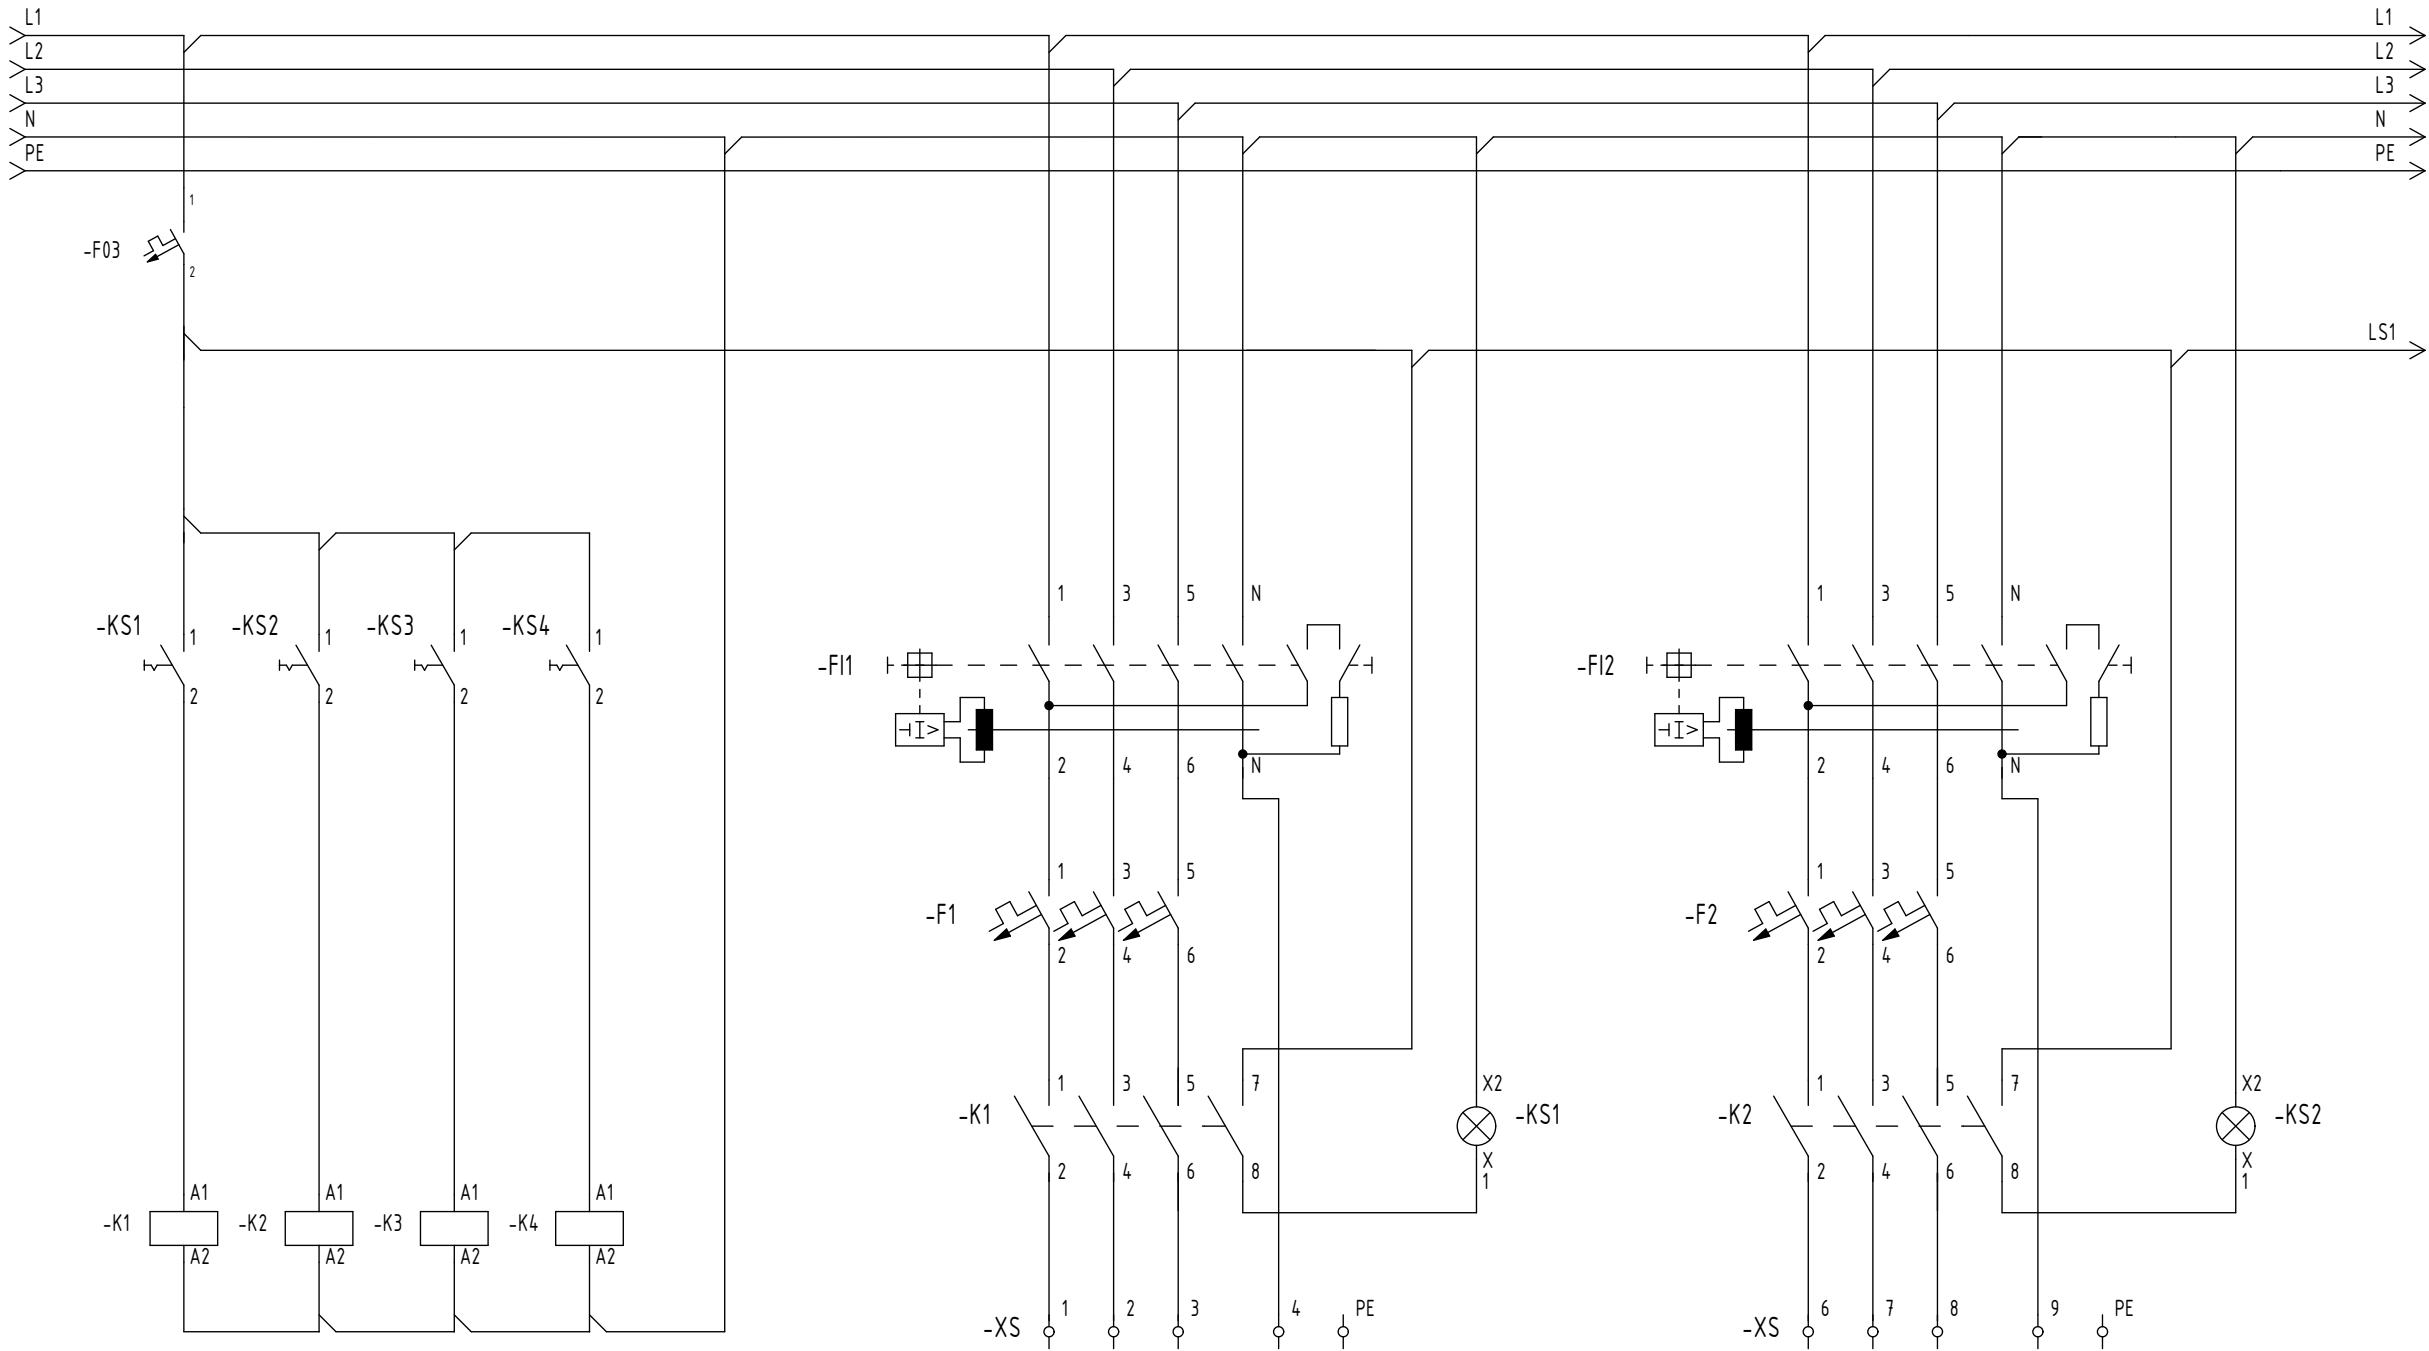 L1 L1
L2 L2
L3 L3
N N
PE PE
1
-F03
2
LS1
1 3 5 N 1 3 5 N
-KS1 1 -KS2 1 -KS3 1 -KS4 1
-FI1 -FI2
2 2 2 2
I> I>
2 4 6 N 2 4 6 N
1 3 5 1 3 5
-F1 -F2
2 4 6 2 4 6
1 3 5 7 X2 1 3 5 7 X2
-K1 -KS1 -K2 -KS2
2 4 6 8 X 2 4 6 8 X
1 1
A1 A1 A1 A1
-K1 -K2 -K3 -K4
A2 A2 A2 A2
1 2 3 4 PE 6 7 8 9 PE
-XS -XS